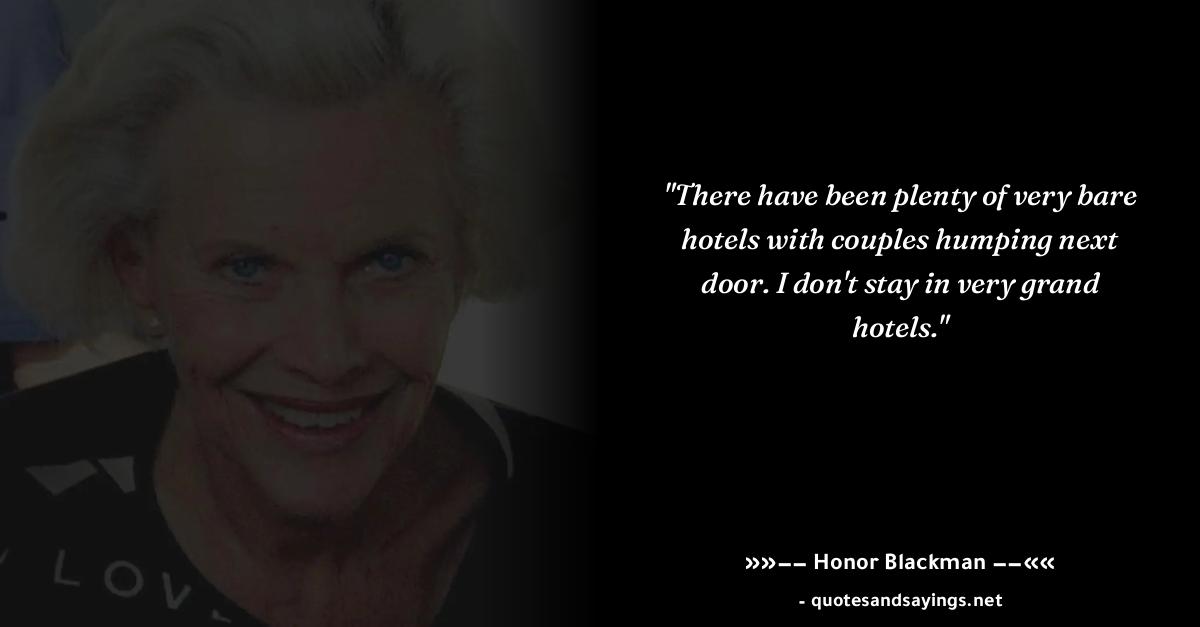 "There have been plenty of very bare
hotels with couples humping next
door. I don't stay in very grand
hotels."
LOV
»»–– Honor Blackman ––««
- quotesandsayings.net